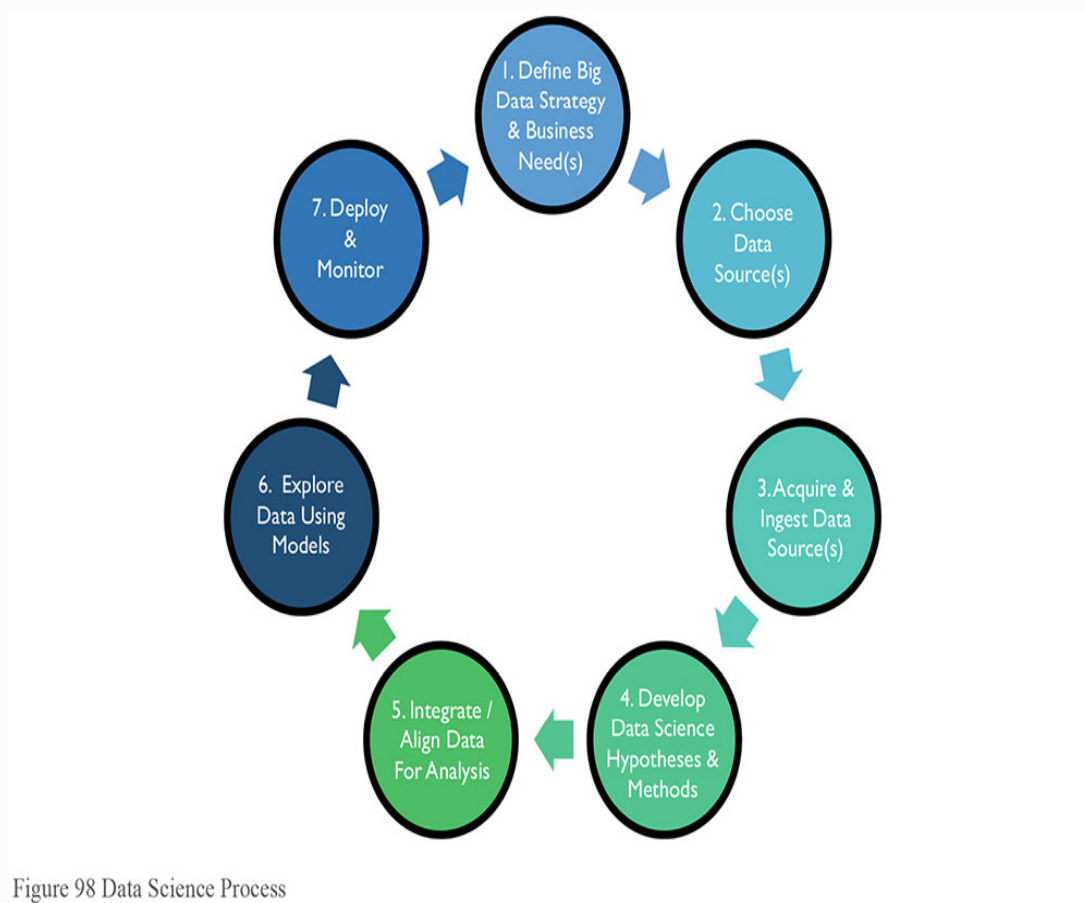 1. Define Big
Data Strategy
& Business
Need(s)
2. Choose
Data
Source(s)
3. Acquire &
Ingest Data
Source(s)
4. Develop
Data Science
Hypotheses &
Methods
5. Integrate /
Align Data
For Analysis
6. Explore
Data Using
Models
7. Deploy
&
Monitor
Figure 98 Data Science Process